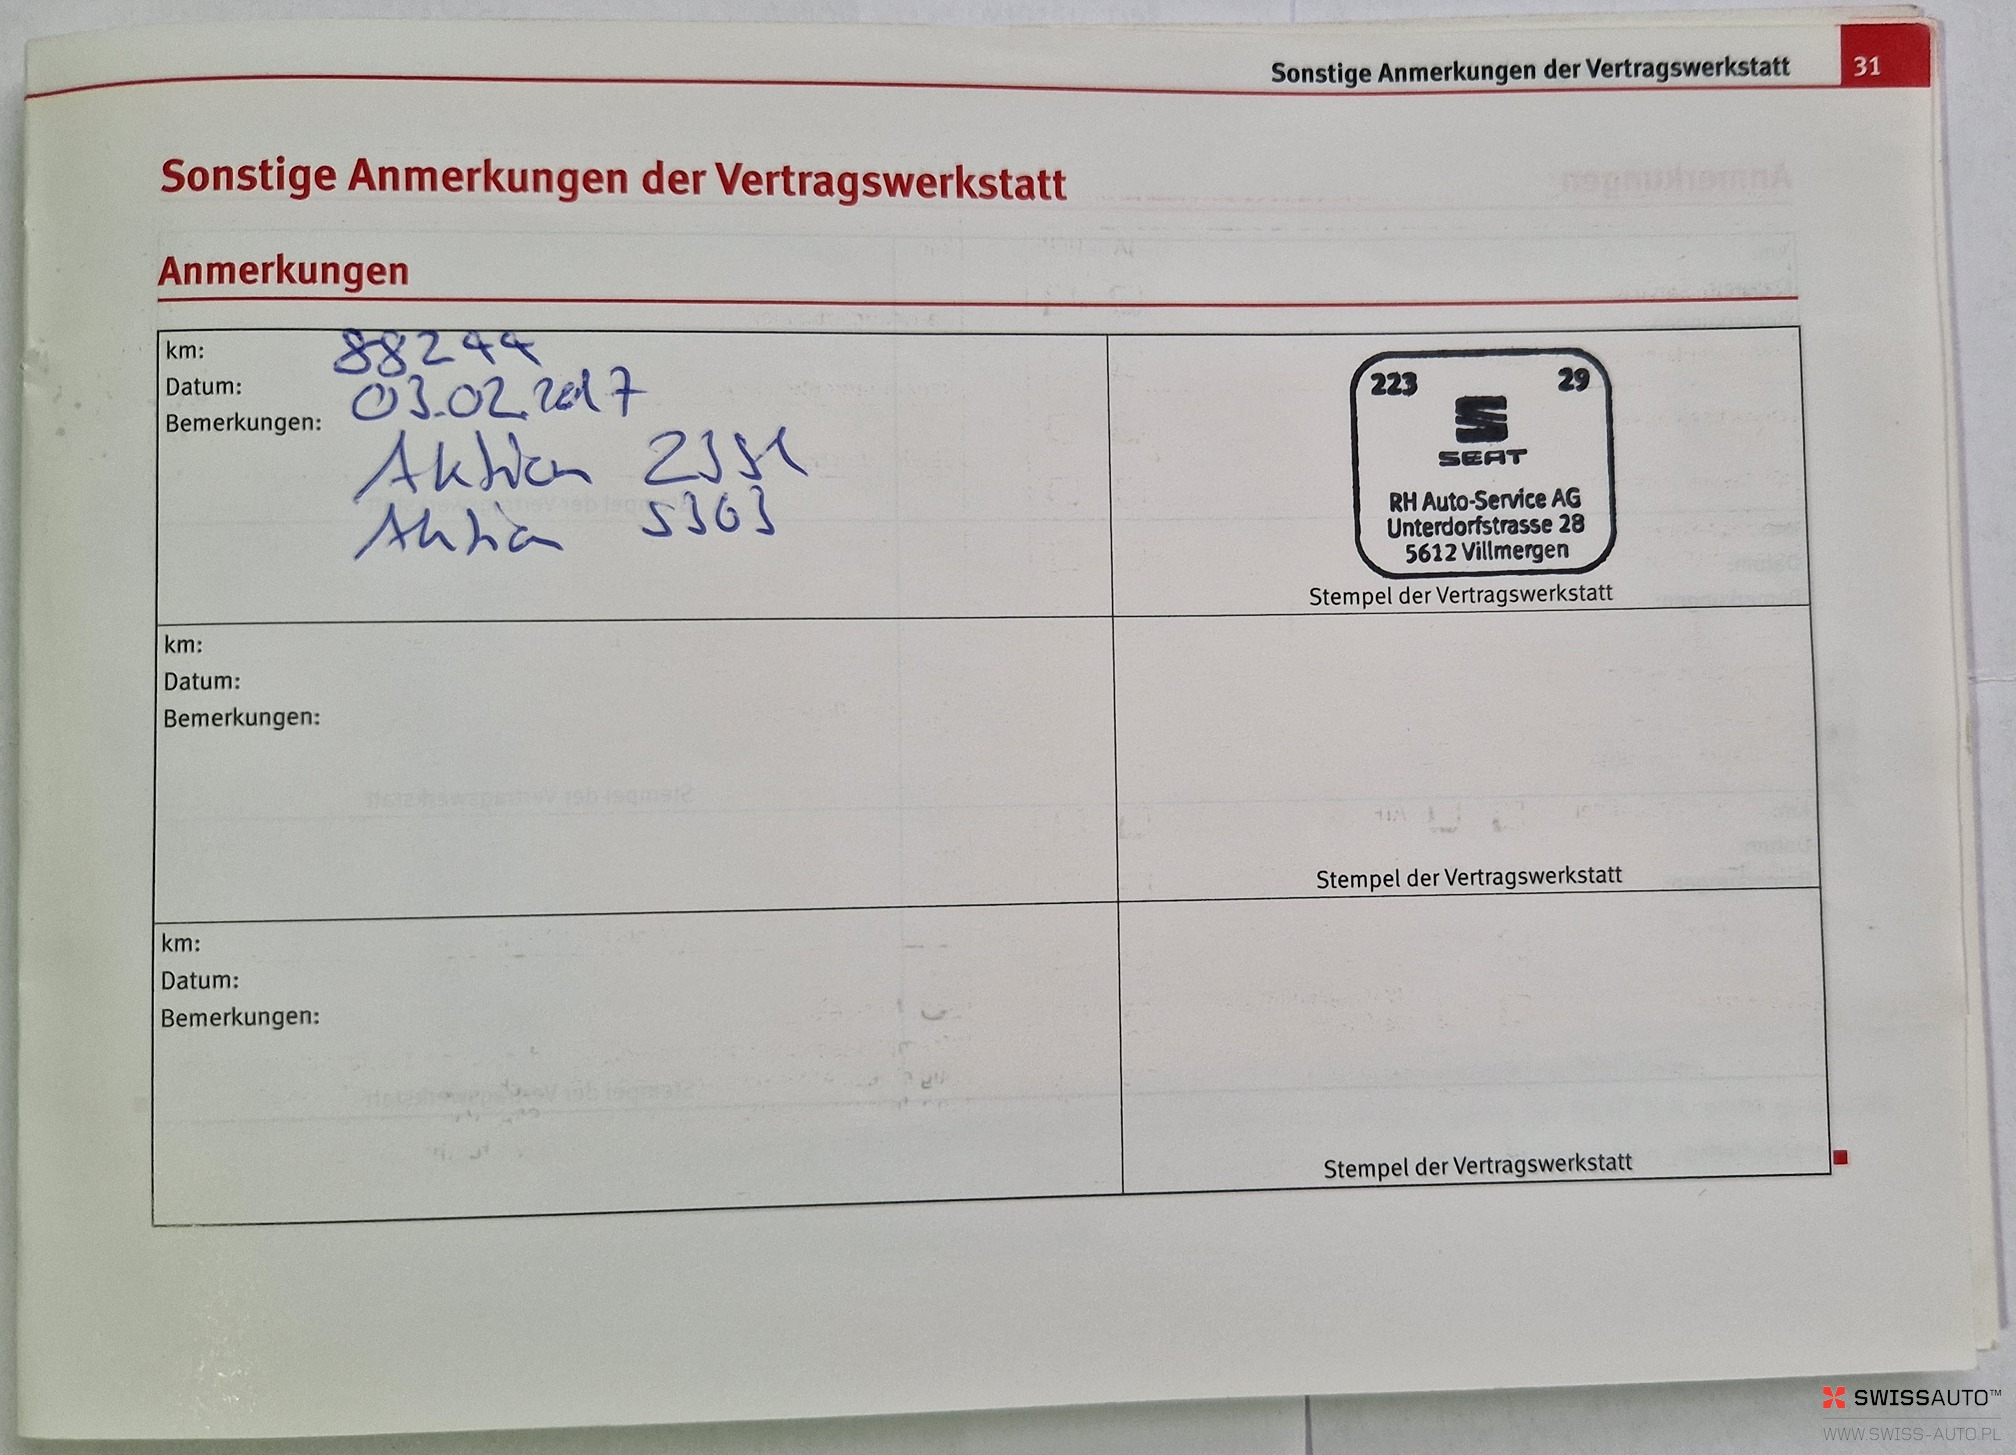 Sonstige Anmerkungen der Vertragswerkstatt 31
Sonstige Anmerkungen der Vertragswerkstatt
Anmerkungen
km: 88244
Datum: 03.02.2017
Bemerkungen:
Aktion
Aktion 5303
223 29
SEAT
RH Auto-Service AG
Unterdorfstrasse 28
5612 Villmergen
Stempel der Vertragswerkstatt
km:
Datum:
Bemerkungen:
Stempel der Vertragswerkstatt
km:
Datum:
Bemerkungen:
Stempel der Vertragswerkstatt
SWISSAUTO™
WWW.SWISS-AUTO.PL